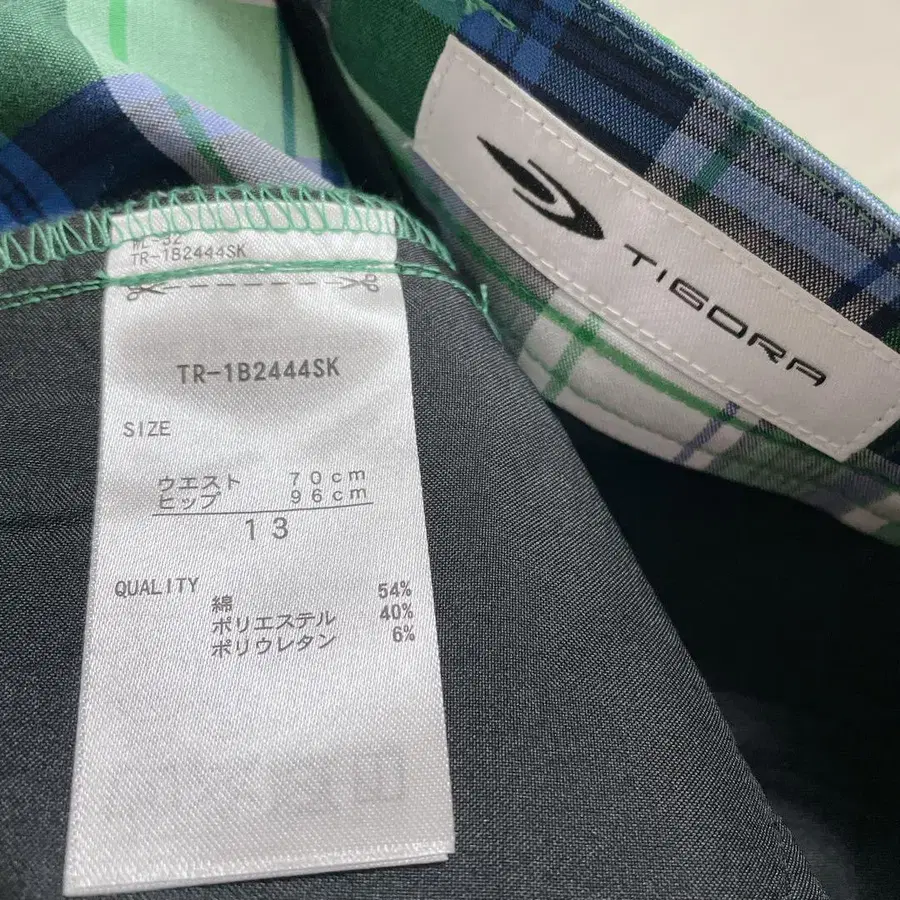 TR-1B2444SK
TR-1B2444SK
SIZE
ウエスト 70cm
ヒップ 96cm
13
QUALITY
綿 54%
ポリエステル 40%
ポリウレタン 6%
TIGORA